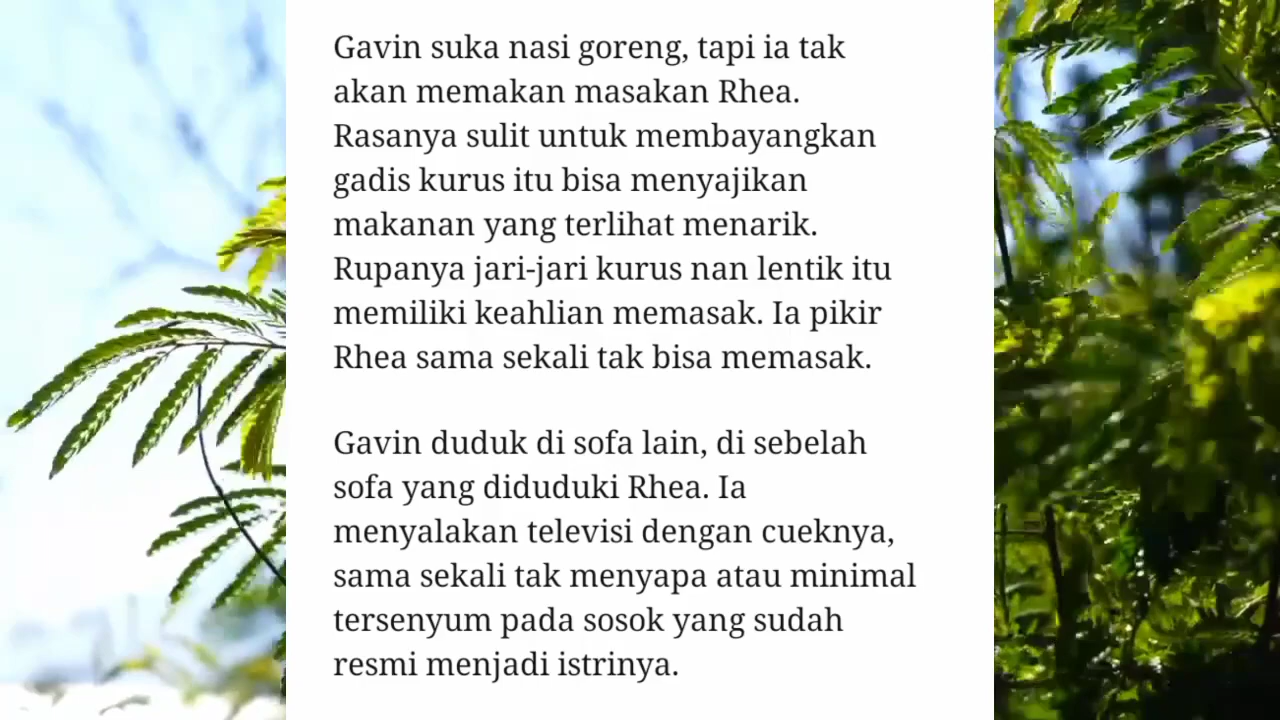 Gavin suka nasi goreng, tapi ia tak
akan memakan masakan Rhea.
Rasanya sulit untuk membayangkan
gadis kurus itu bisa menyajikan
makanan yang terlihat menarik.
Rupanya jari-jari kurus nan lentik itu
memiliki keahlian memasak. Ia pikir
Rhea sama sekali tak bisa memasak.
Gavin duduk di sofa lain, di sebelah
sofa yang diduduki Rhea. Ia
menyalakan televisi dengan cueknya,
sama sekali tak menyapa atau minimal
tersenyum pada sosok yang sudah
resmi menjadi istrinya.